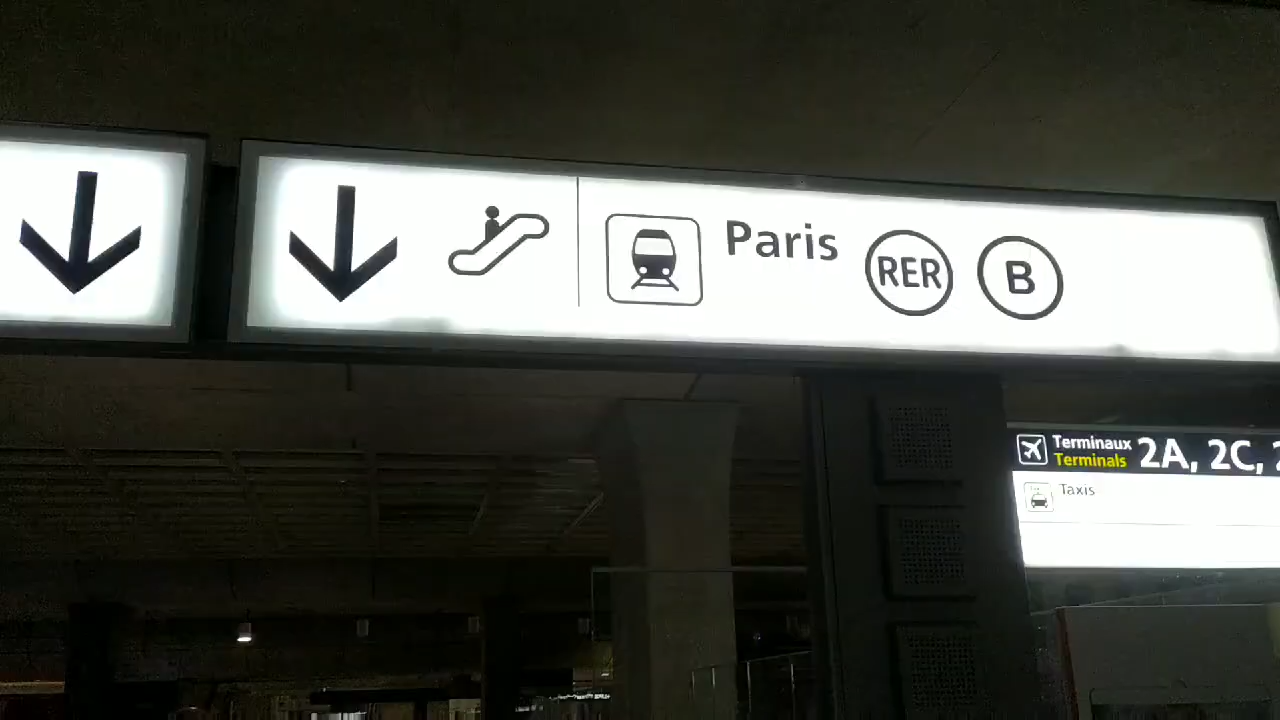 Paris RER B
Terminaux 2A, 2C,
Terminals
Taxis